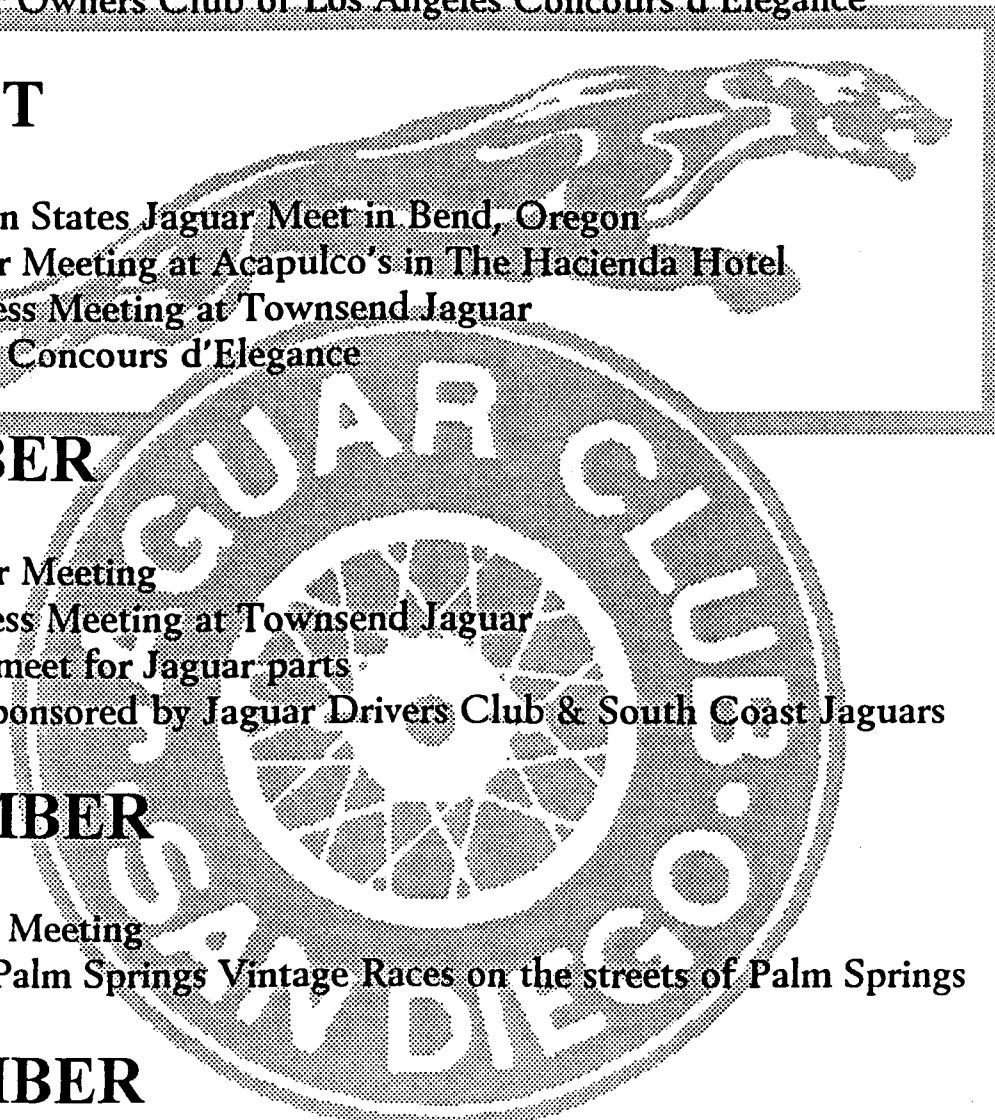 Owners Club of Los Angeles Concours d'Elegance
T
n States Jaguar Meet in Bend, Oregon
r Meeting at Acapulco's in The Hacienda Hotel
ess Meeting at Townsend Jaguar
Concours d'Elegance
BER
r Meeting
ess Meeting at Townsend Jaguar
meet for Jaguar parts
ponsored by Jaguar Drivers Club & South Coast Jaguars
MBER
Meeting
Palm Springs Vintage Races on the streets of Palm Springs
MBER
JAGUAR CLUB • OF SAN DIEGO